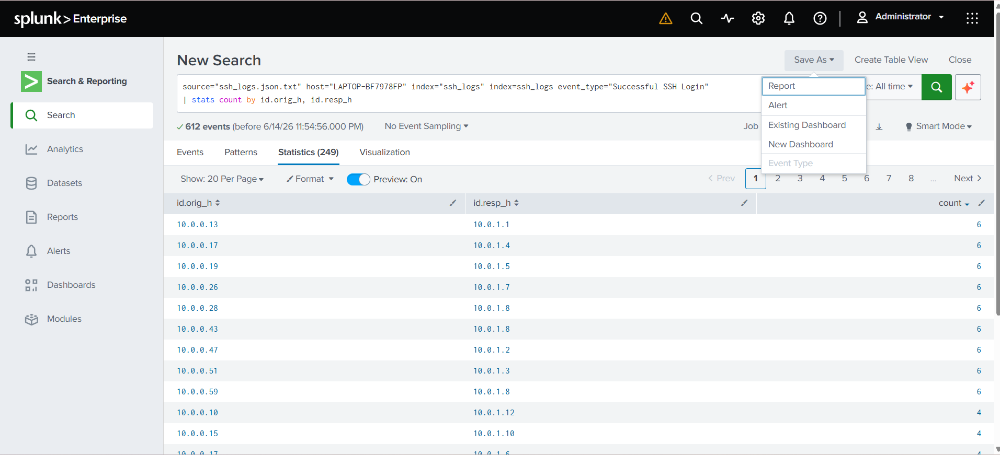 splunk>Enterprise
Administrator
Search & Reporting
Search
Analytics
Datasets
Reports
Alerts
Dashboards
Modules
New Search
Save As
Create Table View
Close
source="ssh_logs.json.txt" host="LAPTOP-BF7978FP" index="ssh_logs" index=ssh_logs event_type="Successful SSH Login"
| stats count by id.orig_h, id.resp_h
e: All time
Report
Alert
Existing Dashboard
New Dashboard
Event Type
612 events (before 6/14/26 11:54:56.000 PM)
No Event Sampling
Job
Smart Mode
Events
Patterns
Statistics (249)
Visualization
Show: 20 Per Page
Format
Preview: On
< Prev
1
2
3
4
5
6
7
8
...
Next >
id.orig_h
id.resp_h
count
10.0.0.13 10.0.1.1 6
10.0.0.17 10.0.1.4 6
10.0.0.19 10.0.1.5 6
10.0.0.26 10.0.1.7 6
10.0.0.28 10.0.1.8 6
10.0.0.43 10.0.1.8 6
10.0.0.47 10.0.1.2 6
10.0.0.51 10.0.1.3 6
10.0.0.59 10.0.1.8 6
10.0.0.10 10.0.1.12 4
10.0.0.15 10.0.1.10 4
10.0.0.17 10.0.1.6 4